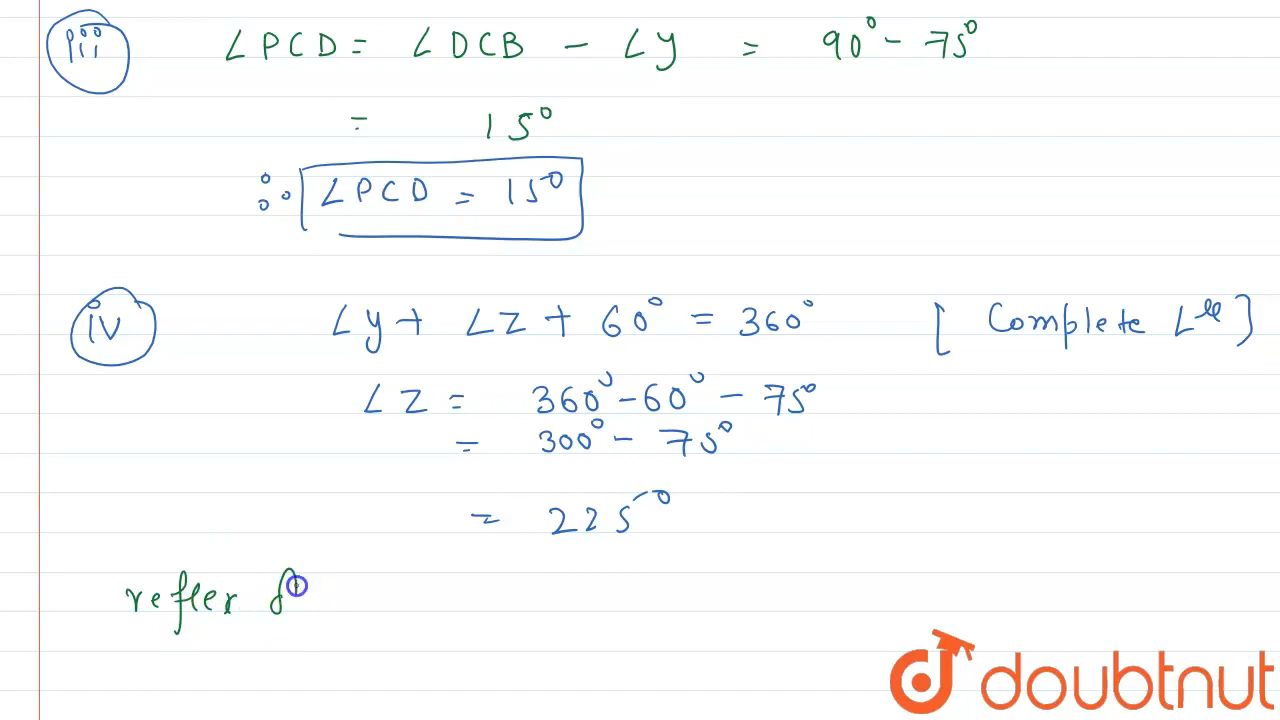 iii ∠PCD = ∠DCB - ∠y = 90° - 75°
= 15°
∴ ∠PCD = 15°
iv ∠y + ∠z + 60° = 360° [Complete ∠le]
∠z = 360° - 60° - 75°
= 300° - 75°
= 225°
reflex
doubtnut